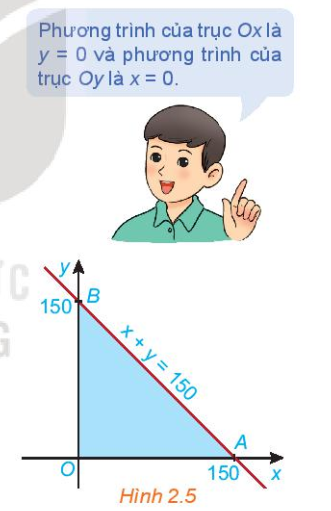 Phương trình của trục Ox là
y = 0 và phương trình của
trục Oy là x = 0.
y
150
B
x + y = 150
A
O
150
x
Hình 2.5